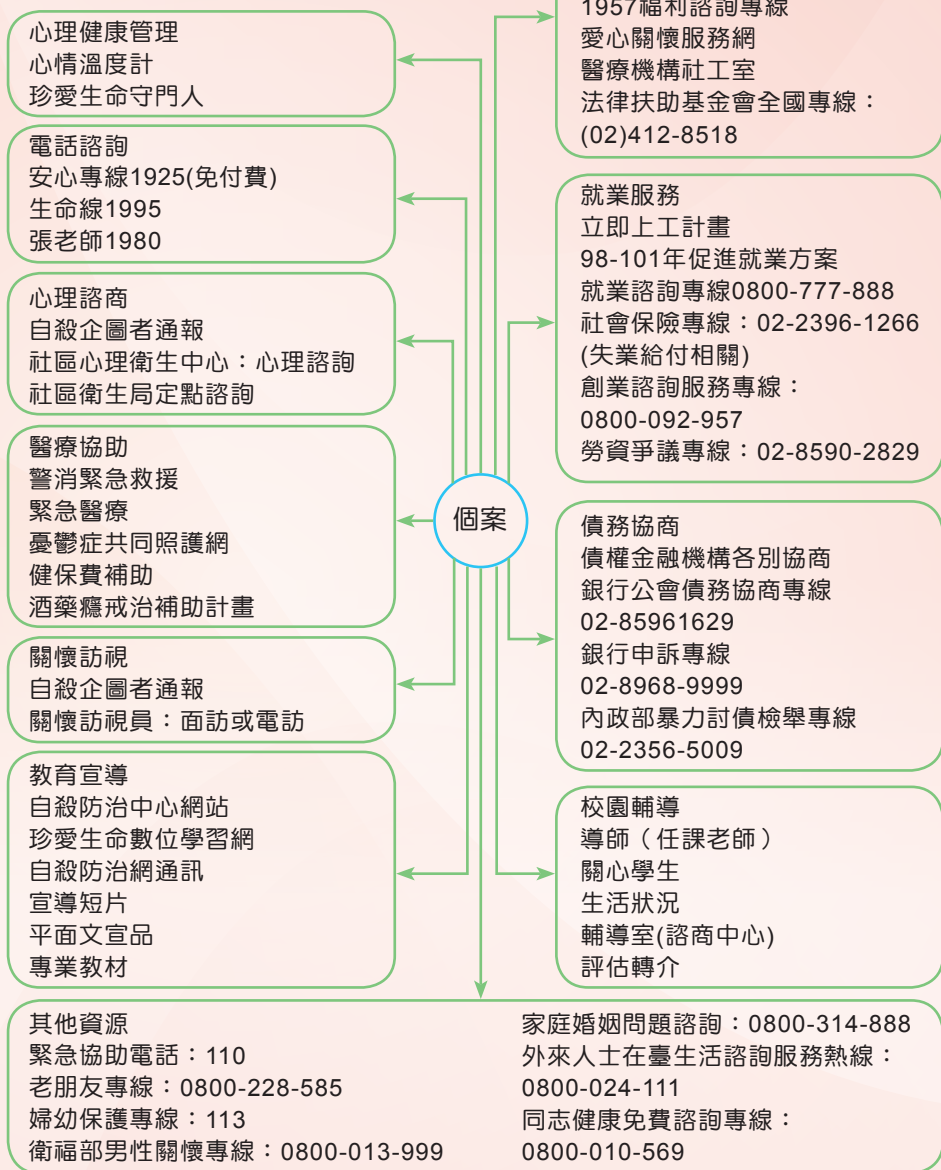 心理健康管理
心情溫度計
珍愛生命守門人
電話諮詢
安心專線1925(免付費)
生命線1995
張老師1980
心理諮商
自殺企圖者通報
社區心理衛生中心：心理諮詢
社區衛生局定點諮詢
醫療協助
警消緊急救援
緊急醫療
憂鬱症共同照護網
健保費補助
酒藥癮戒治補助計畫
關懷訪視
自殺企圖者通報
關懷訪視員：面訪或電訪
教育宣導
自殺防治中心網站
珍愛生命數位學習網
自殺防治網通訊
宣導短片
平面文宣品
專業教材
個案
1957福利諮詢專線
愛心關懷服務網
醫療機構社工室
法律扶助基金會全國專線：
(02)412-8518
就業服務
立即上工計畫
98-101年促進就業方案
就業諮詢專線0800-777-888
社會保險專線：02-2396-1266
(失業給付相關)
創業諮詢服務專線：
0800-092-957
勞資爭議專線：02-8590-2829
債務協商
債權金融機構各別協商
銀行公會債務協商專線
02-85961629
銀行申訴專線
02-8968-9999
內政部暴力討債檢舉專線
02-2356-5009
校園輔導
導師（任課老師）
關心學生
生活狀況
輔導室(諮商中心)
評估轉介
其他資源
緊急協助電話：110
老朋友專線：0800-228-585
婦幼保護專線：113
衛福部男性關懷專線：0800-013-999
家庭婚姻問題諮詢：0800-314-888
外來人士在臺生活諮詢服務熱線：
0800-024-111
同志健康免費諮詢專線：
0800-010-569